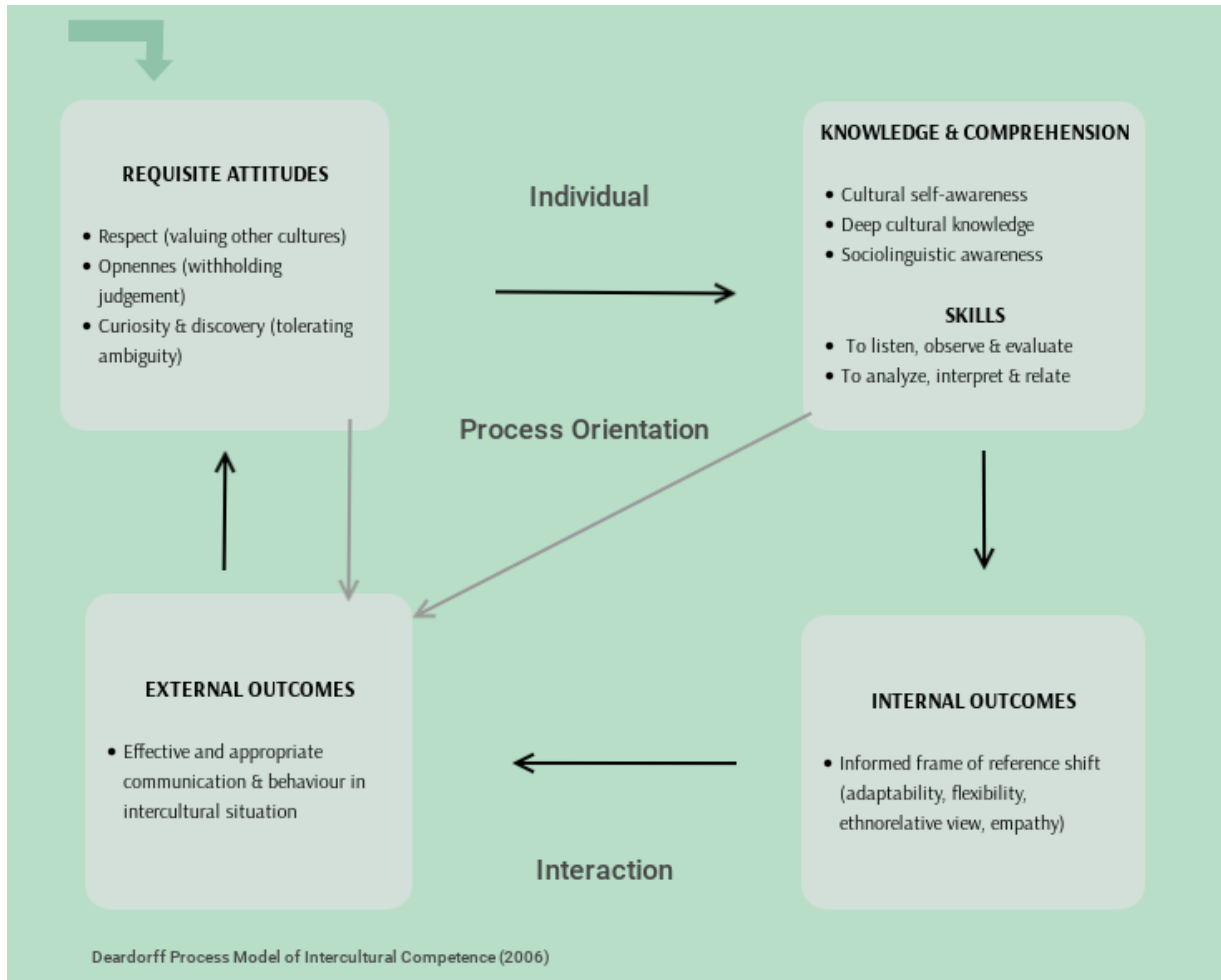 REQUISITE ATTITUDES
• Respect (valuing other cultures)
• Opnennes (withholding
judgement)
• Curiosity & discovery (tolerating
ambiguity)
Individual
KNOWLEDGE & COMPREHENSION
• Cultural self-awareness
• Deep cultural knowledge
• Sociolinguistic awareness
SKILLS
• To listen, observe & evaluate
• To analyze, interpret & relate
Process Orientation
EXTERNAL OUTCOMES
• Effective and appropriate
communication & behaviour in
intercultural situation
INTERNAL OUTCOMES
• Informed frame of reference shift
(adaptability, flexibility,
ethnorelative view, empathy)
Interaction
Deardorff Process Model of Intercultural Competence (2006)